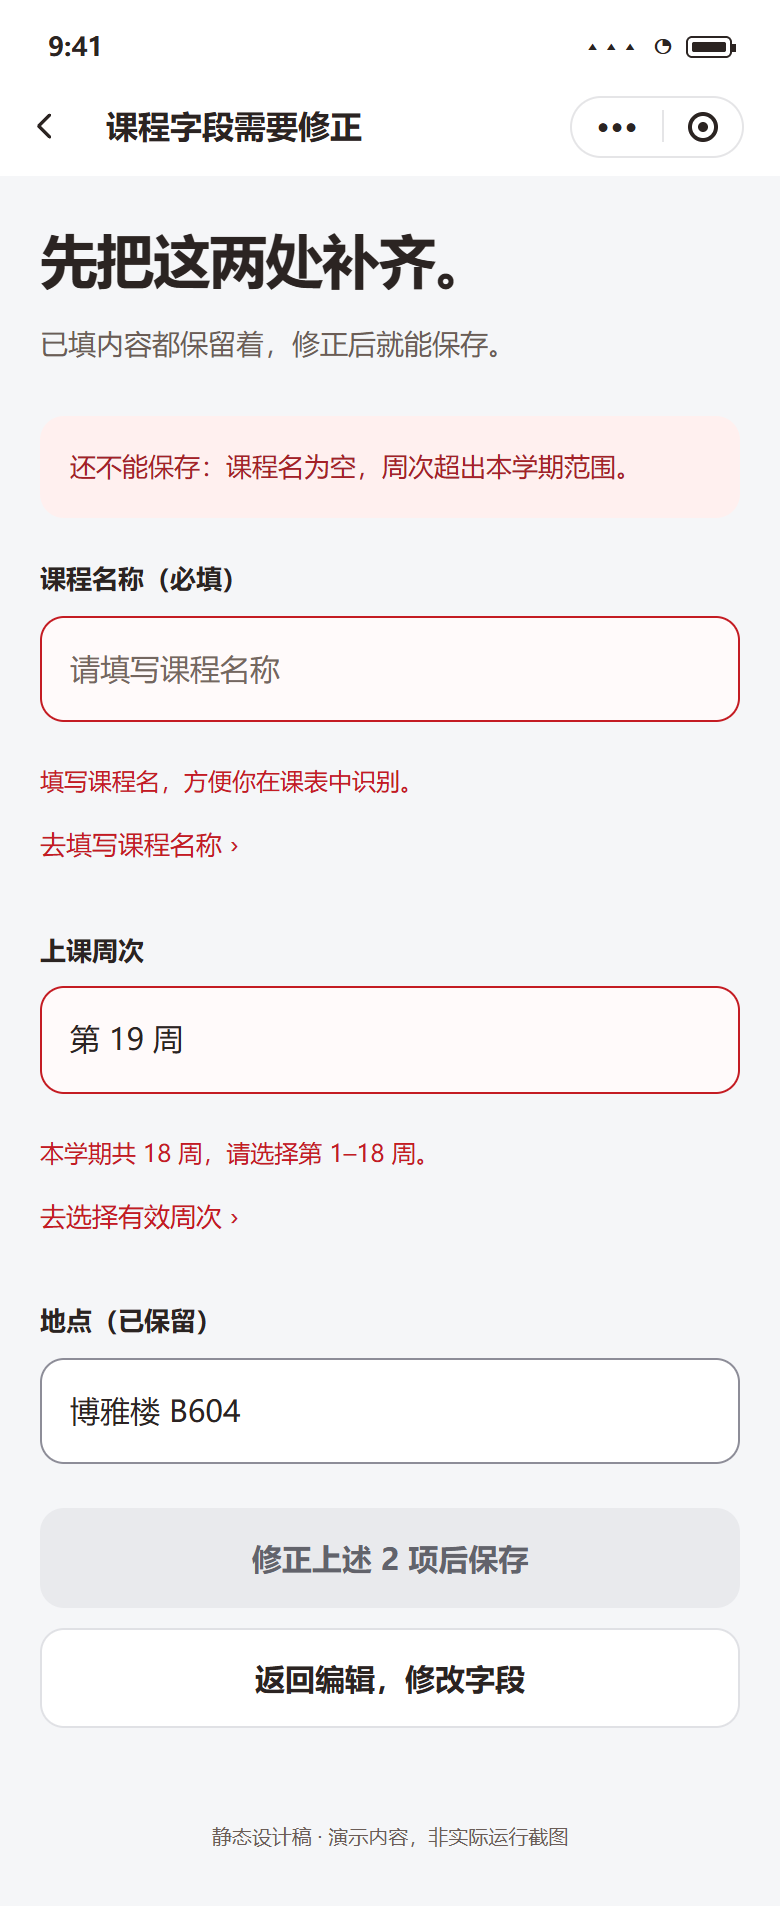 9:41
课程字段需要修正
先把这两处补齐。
已填内容都保留着，修正后就能保存。
还不能保存：课程名为空，周次超出本学期范围。
课程名称（必填）
请填写课程名称
填写课程名，方便你在课表中识别。
去填写课程名称 ›
上课周次
第 19 周
本学期共 18 周，请选择第 1–18 周。
去选择有效周次 ›
地点（已保留）
博雅楼 B604
修正上述 2 项后保存
返回编辑，修改字段
静态设计稿 · 演示内容，非实际运行截图